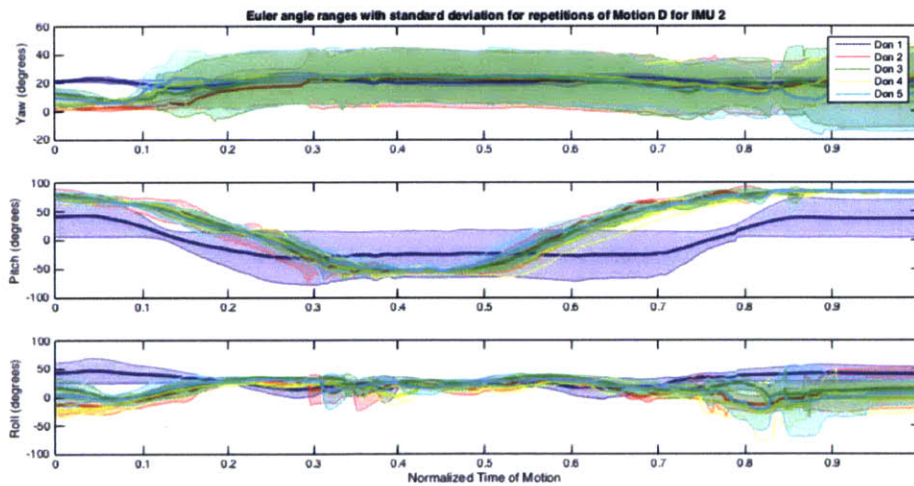 Euler angle ranges with standard deviation for repetitions of Motion D for IMU 2
Yaw (degrees)
60
40
20
0
-20
0 0.1 0.2 0.3 0.4 0.5 0.6 0.7 0.8 0.9
Don 1
Don 2
Don 3
Don 4
Don 5
Pitch (degrees)
100
50
0
-50
-100
0 0.1 0.2 0.3 0.4 0.5 0.6 0.7 0.8 0.9
Roll (degrees)
100
50
0
-50
-100
0 0.1 0.2 0.3 0.4 0.5 0.6 0.7 0.8 0.9
Normalized Time of Motion